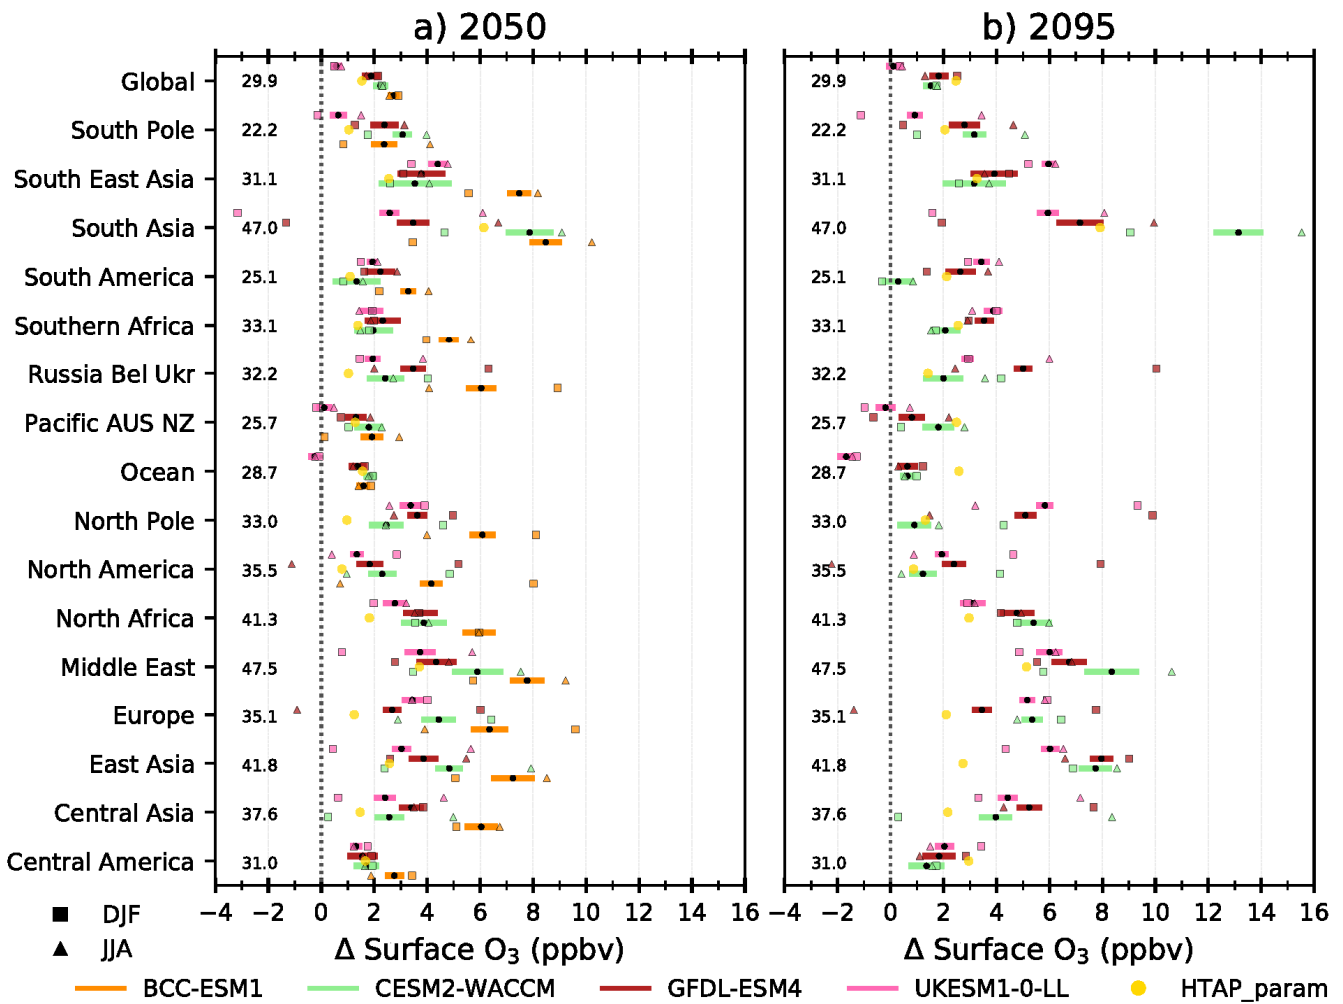 a) 2050
b) 2095
Global 29.9 29.9
South Pole 22.2 22.2
South East Asia 31.1 31.1
South Asia 47.0 47.0
South America 25.1 25.1
Southern Africa 33.1 33.1
Russia Bel Ukr 32.2 32.2
Pacific AUS NZ 25.7 25.7
Ocean 28.7 28.7
North Pole 33.0 33.0
North America 35.5 35.5
North Africa 41.3 41.3
Middle East 47.5 47.5
Europe 35.1 35.1
East Asia 41.8 41.8
Central Asia 37.6 37.6
Central America 31.0 31.0
−4 −2 0 2 4 6 8 10 12 14 16 −4 −2 0 2 4 6 8 10 12 14 16
DJF
JJA
Δ Surface O₃ (ppbv) Δ Surface O₃ (ppbv)
BCC-ESM1 CESM2-WACCM GFDL-ESM4 UKESM1-0-LL HTAP_param